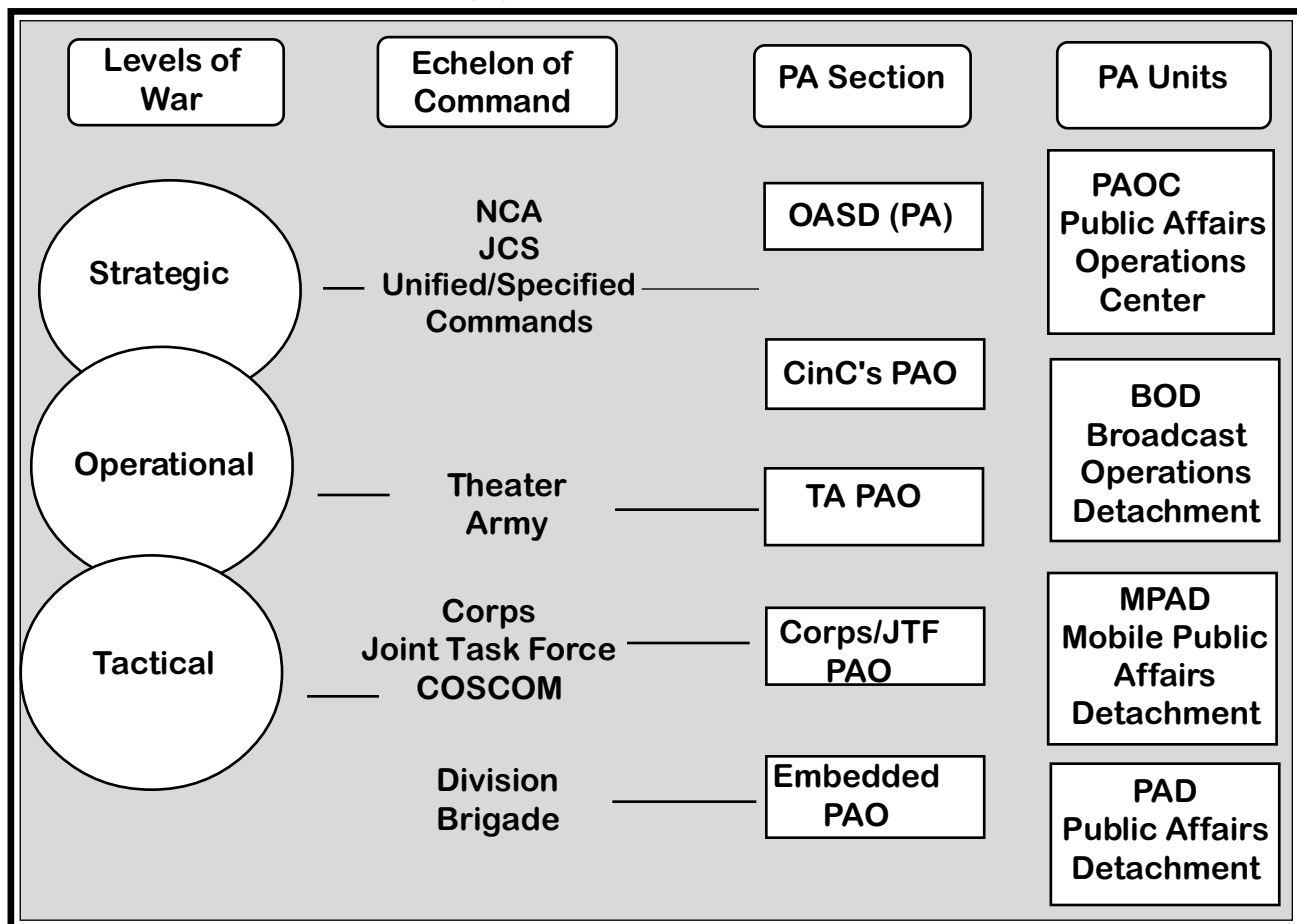 Levels of
War
Echelon of
Command
PA Section
PA Units
Strategic
NCA
JCS
Unified/Specified
Commands
OASD (PA)
CinC's PAO
PAOC
Public Affairs
Operations
Center
Operational
Theater
Army
TA PAO
BOD
Broadcast
Operations
Detachment
Tactical
Corps
Joint Task Force
COSCOM
Corps/JTF
PAO
MPAD
Mobile Public
Affairs
Detachment
Division
Brigade
Embedded
PAO
PAD
Public Affairs
Detachment